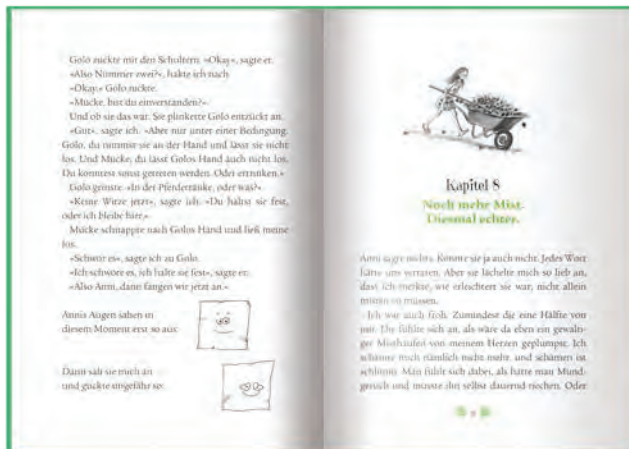 Golo zuckte mit den Schultern. »Okay«, sagte er.
»Also Nummer zwei?«, hakte ich nach.
»Okay.« Golo nickte.
»Mücke, bist du einverstanden?«
Und ob sie das war. Sie plinkerte Golo entzückt an.
»Gut«, sagte ich. »Aber nur unter einer Bedingung.
Golo, du nimmst sie an der Hand und lässt sie nicht
los. Und Mücke, du lässt Golos Hand auch nicht los.
Du könntest sonst getreten werden. Oder ertrinken.«
Golo grinste. »In der Pferdetränke, oder was?«
»Keine Witze jetzt«, sagte ich. »Du hältst sie fest,
oder ich bleibe hier.«
Mücke schnappte nach Golos Hand und ließ meine
los.
»Schwör es«, sagte ich zu Golo.
»Ich schwöre es, ich halte sie fest«, sagte er.
»Also Anni, dann fangen wir jetzt an.«
Annis Augen sahen in
diesem Moment erst so aus:
Dann sah sie mich an
und guckte ungefähr so:
Kapitel 8
Noch mehr Mist.
Diesmal echter.
Anni sagte nichts. Konnte sie ja auch nicht. Jedes Wort
hätte uns verraten. Aber sie lächelte mich so lieb an,
dass ich merkte, wie erleichtert sie war, nicht allein
misten zu müssen.
Ich war auch froh. Zumindest die eine Hälfte von
mir. Die fühlte sich an, als wäre da eben ein gewalti-
ger Misthaufen von meinem Herzen geplumpst. Ich
schämte mich nämlich nicht mehr, und schämen ist
schlimm. Man fühlt sich dabei, als hätte man Mund-
geruch und müsste ihn selbst dauernd riechen. Oder